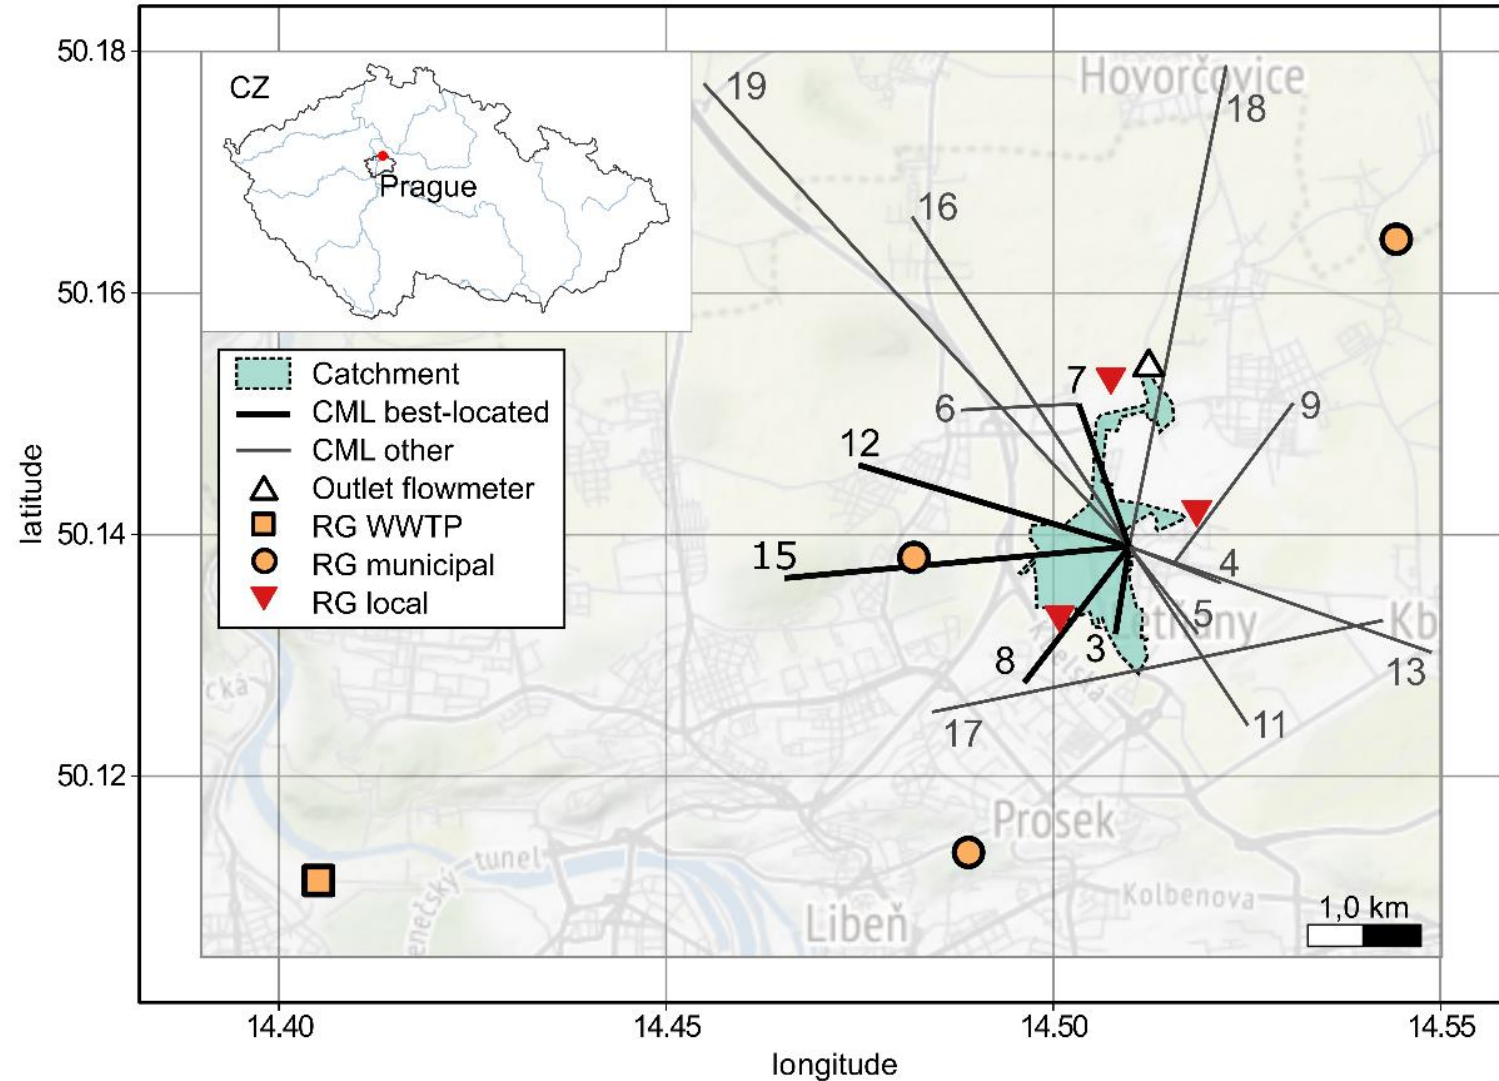 50.18
50.16
50.14
50.12
latitude
14.40
14.45
14.50
14.55
longitude
CZ
Prague
Catchment
CML best-located
CML other
Outlet flowmeter
RG WWTP
RG municipal
RG local
Hovorčovice
19
18
16
7
6
9
12
15
4
5
3
8
Kb
13
17
11
Prosek
tunel
Kolbenova
Libeň
1,0 km